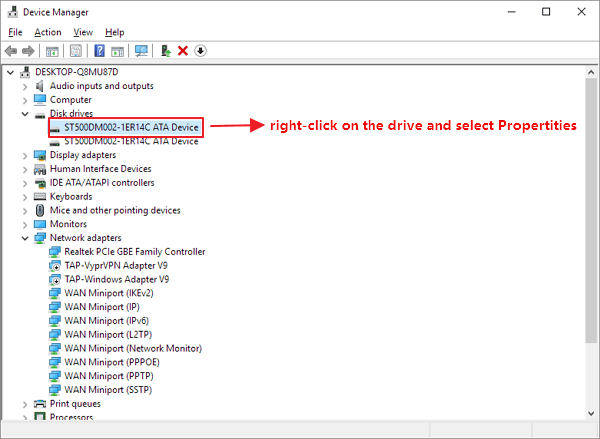 Device Manager
File Action View Help
DESKTOP-Q8MU87D
Audio inputs and outputs
Computer
Disk drives
ST500DM002-1ER14C ATA Device
right-click on the drive and select Propertities
ST500DM002-1ER14C ATA Device
Display adapters
Human Interface Devices
IDE ATA/ATAPI controllers
Keyboards
Mice and other pointing devices
Monitors
Network adapters
Realtek PCIe GBE Family Controller
TAP-VyprVPN Adapter V9
TAP-Windows Adapter V9
WAN Miniport (IKEv2)
WAN Miniport (IP)
WAN Miniport (IPv6)
WAN Miniport (L2TP)
WAN Miniport (Network Monitor)
WAN Miniport (PPPOE)
WAN Miniport (PPTP)
WAN Miniport (SSTP)
Print queues
Processors